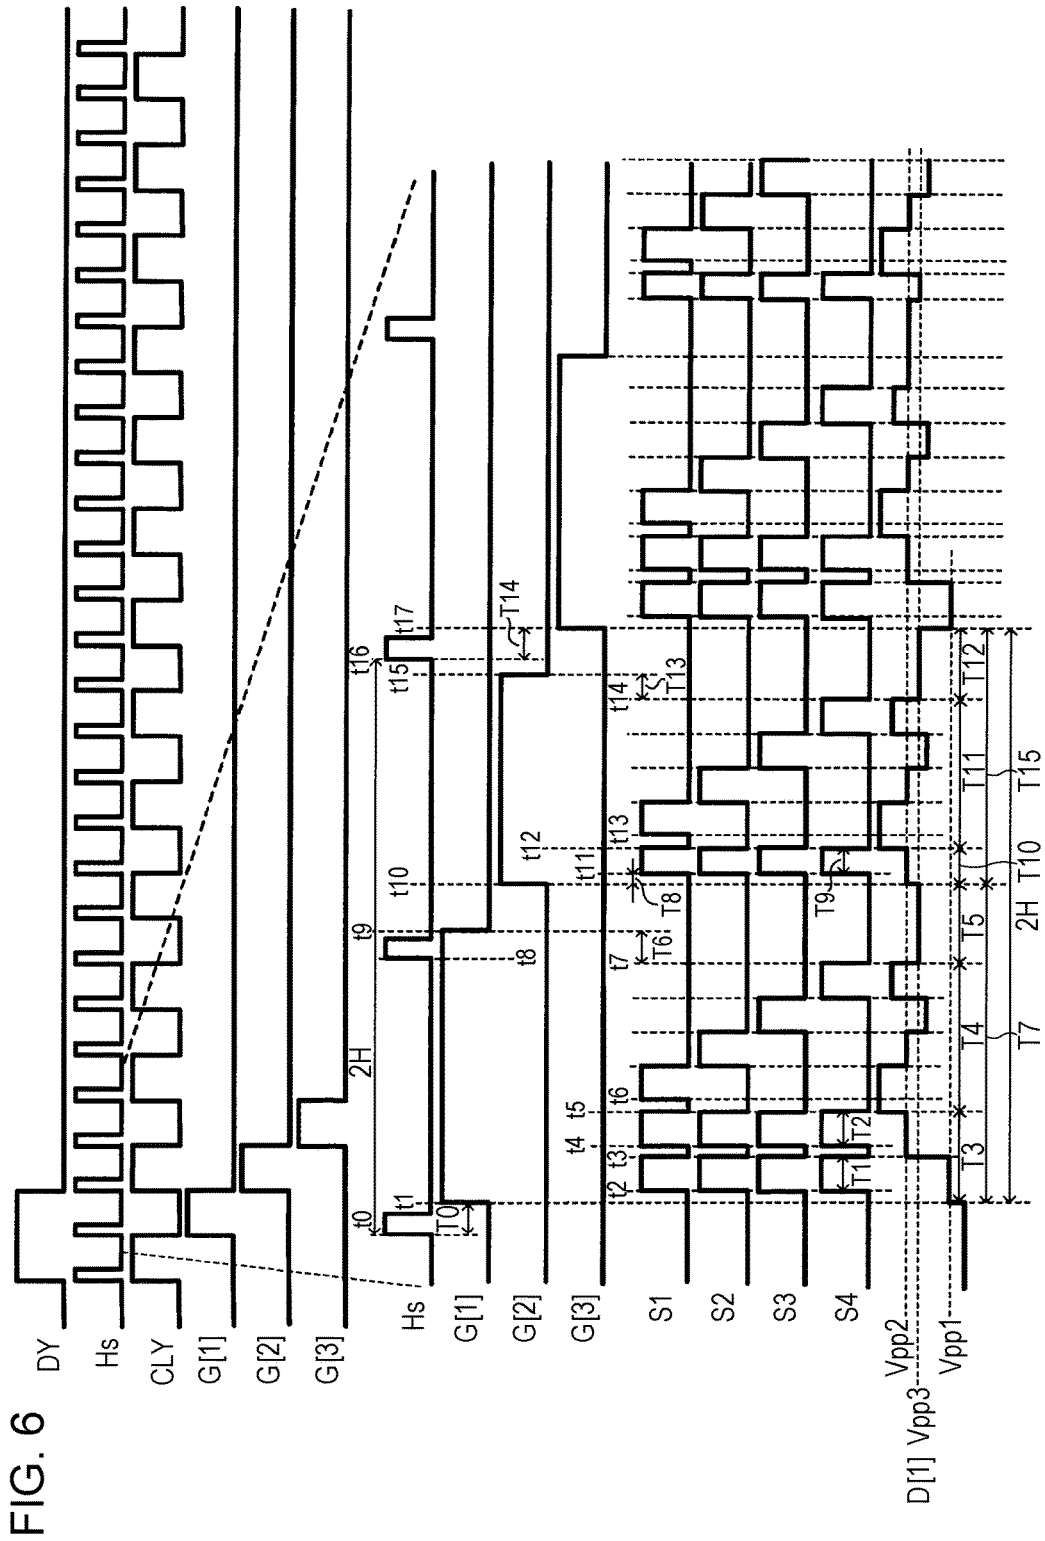 FIG. 6
DY
Hs
CLY
G[1]
G[2]
G[3]
2H
t0
t9
t16
Hs
t1
t10
t15
t17
T0
G[1]
t8
T14
G[2]
t5
t12
G[3]
t4
t11
t2
t3
t6
t7
t13
t14
S1
T6
T8
T13
S2
S3
T9
S4
T1
T2
Vpp2
D[1] Vpp3
Vpp1
T3
T4
T5
T11
T12
T10
T7
2H
T15